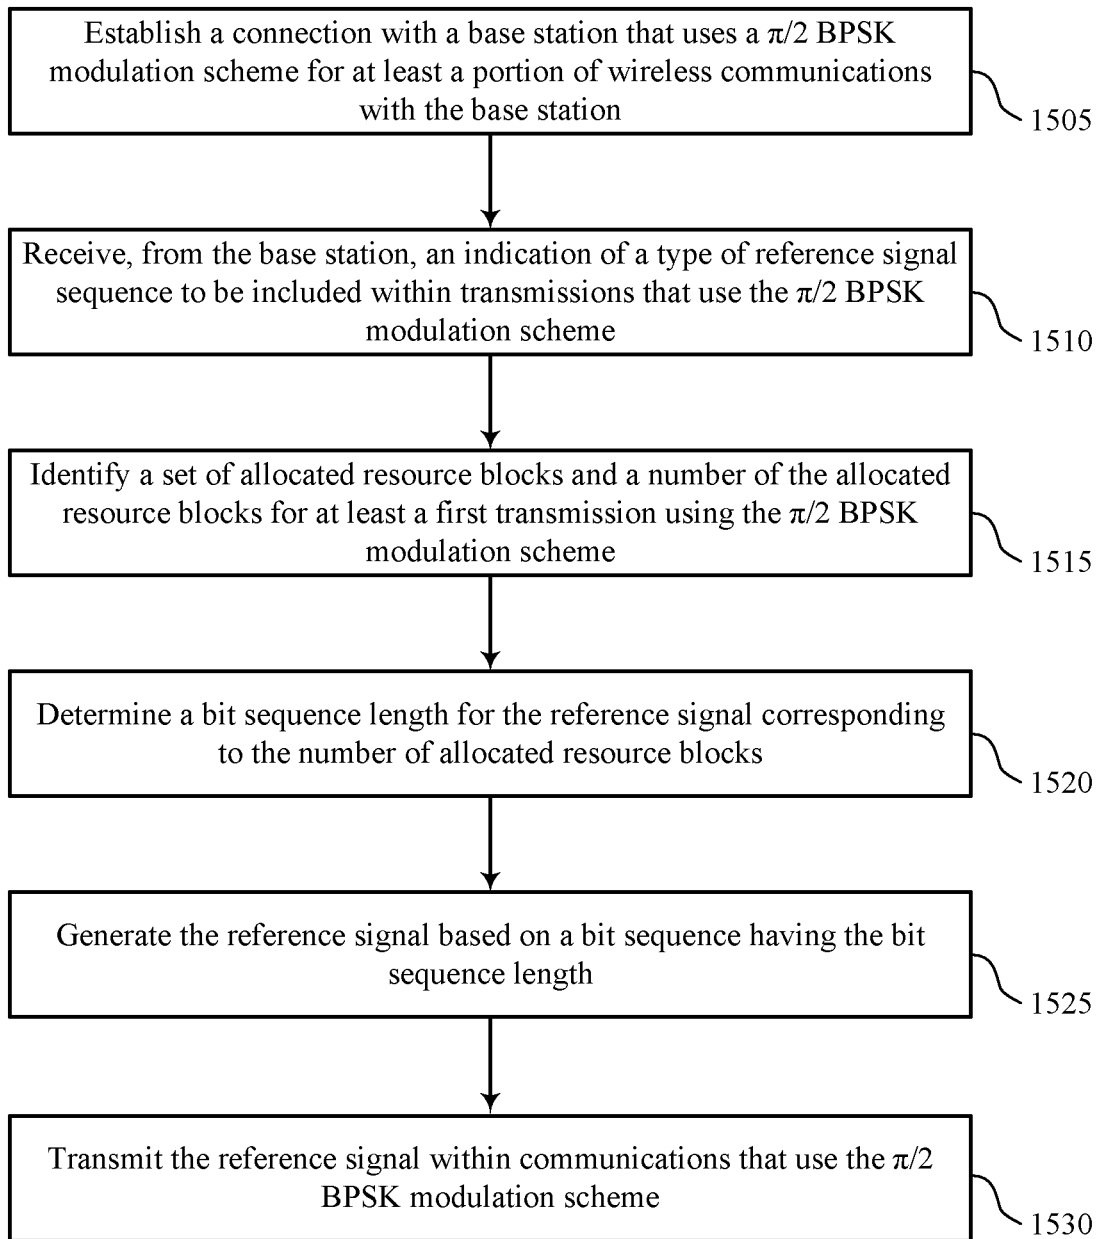 Establish a connection with a base station that uses a π/2 BPSK
modulation scheme for at least a portion of wireless communications
with the base station
1505
Receive, from the base station, an indication of a type of reference signal
sequence to be included within transmissions that use the π/2 BPSK
modulation scheme
1510
Identify a set of allocated resource blocks and a number of the allocated
resource blocks for at least a first transmission using the π/2 BPSK
modulation scheme
1515
Determine a bit sequence length for the reference signal corresponding
to the number of allocated resource blocks
1520
Generate the reference signal based on a bit sequence having the bit
sequence length
1525
Transmit the reference signal within communications that use the π/2
BPSK modulation scheme
1530